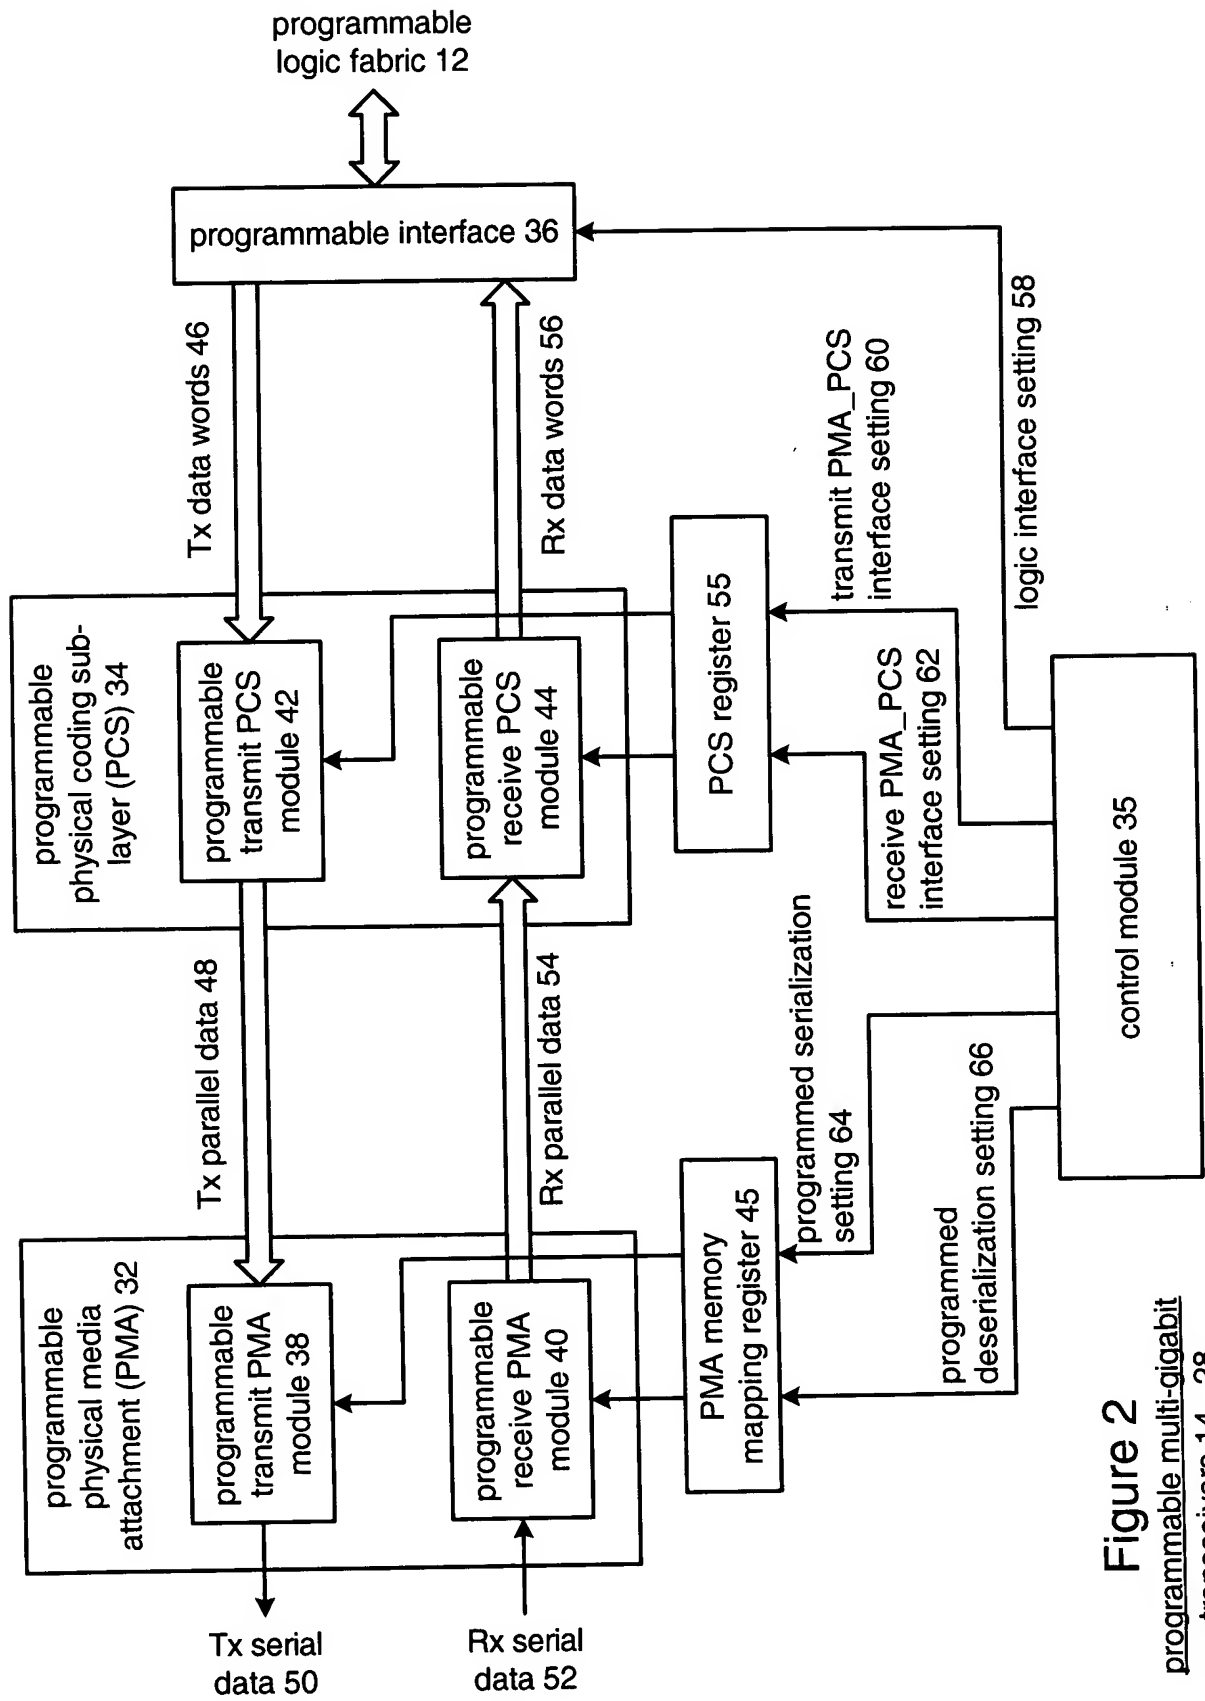 programmable
logic fabric 12
programmable interface 36
Tx data words 46
Rx data words 56
programmable
physical coding sub-
layer (PCS) 34
programmable
transmit PCS
module 42
programmable
receive PCS
module 44
PCS register 55
transmit PMA_PCS
interface setting 60
receive PMA_PCS
interface setting 62
logic interface setting 58
Tx parallel data 48
Rx parallel data 54
programmable
physical media
attachment (PMA) 32
programmable
transmit PMA
module 38
programmable
receive PMA
module 40
PMA memory
mapping register 45
programmed serialization
setting 64
programmed
deserialization setting 66
control module 35
Tx serial
data 50
Rx serial
data 52
Figure 2
programmable multi-gigabit